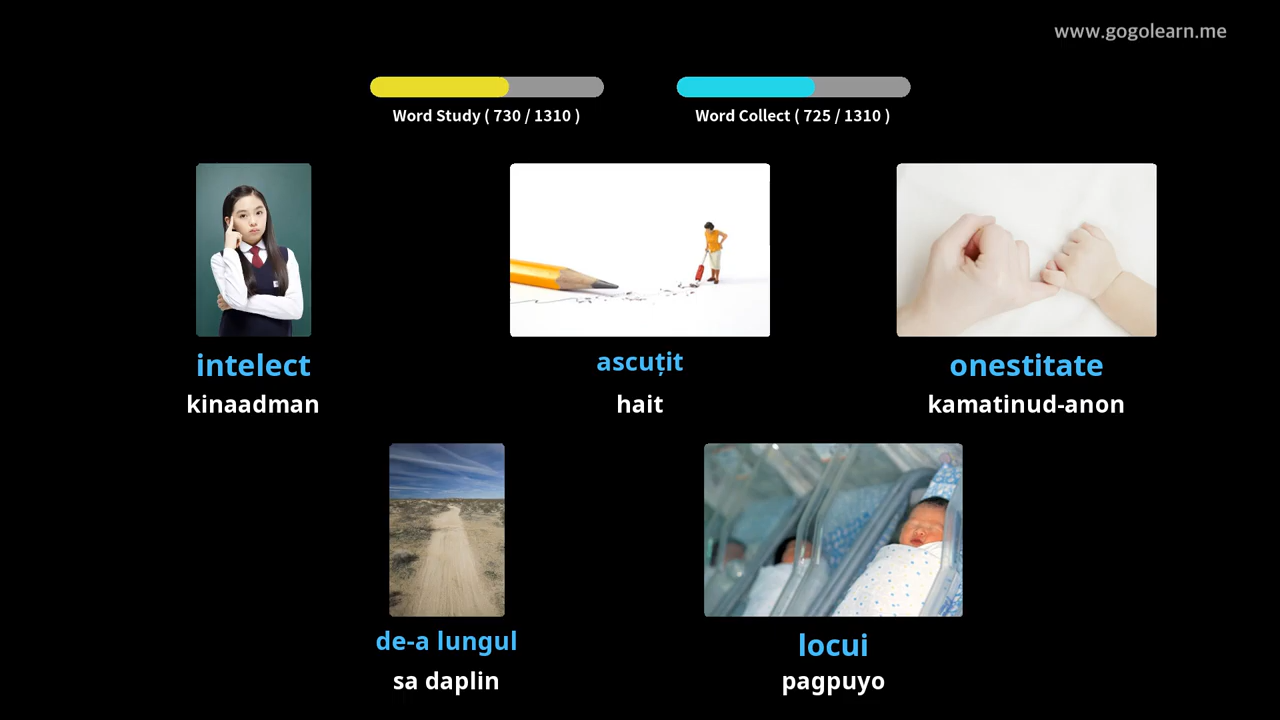 www.gogolearn.me
Word Study ( 730 / 1310 )
Word Collect ( 725 / 1310 )
intelect
kinaadman
ascuțit
hait
onestitate
kamatinud-anon
de-a lungul
sa daplin
locui
pagpuyo